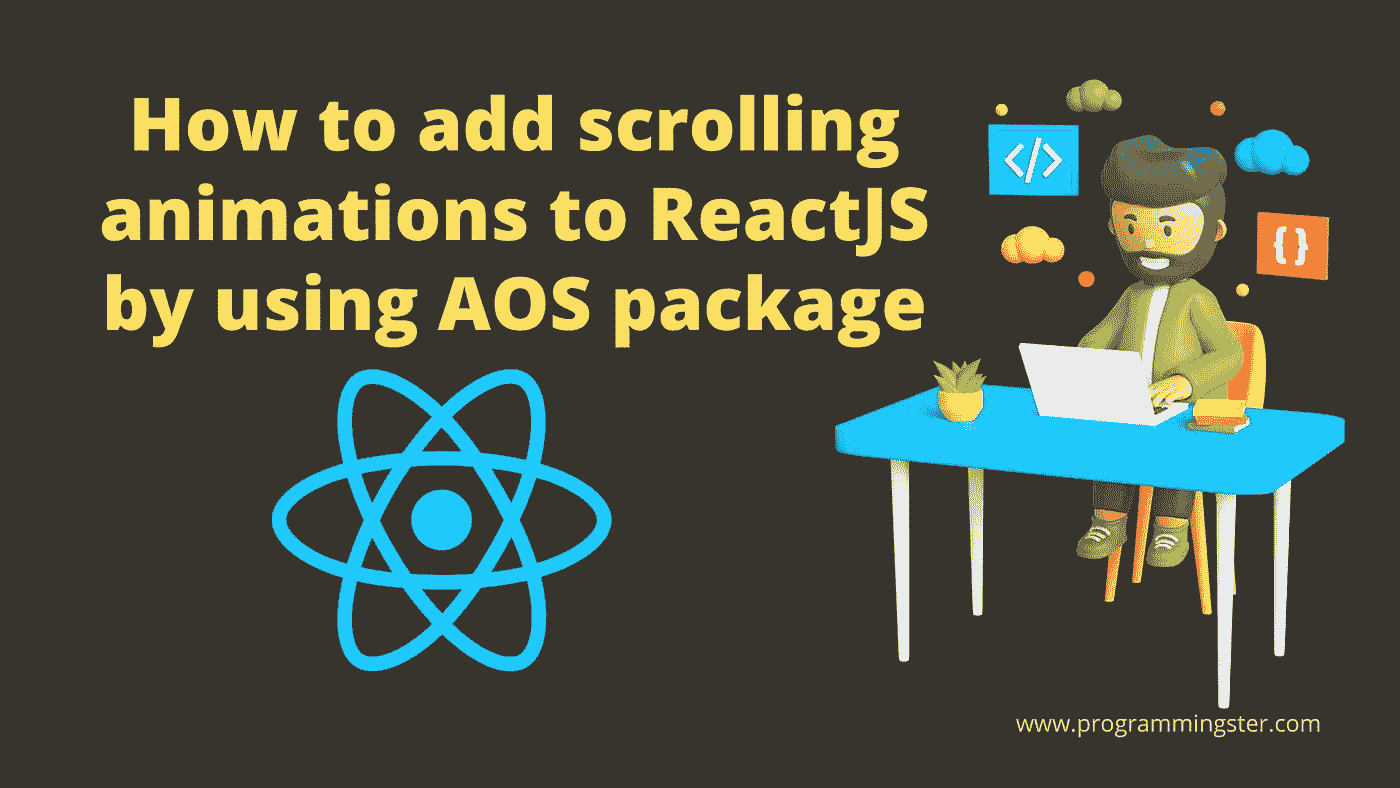 How to add scrolling
animations to ReactJS
by using AOS package
</>
{}
www.programmingster.com